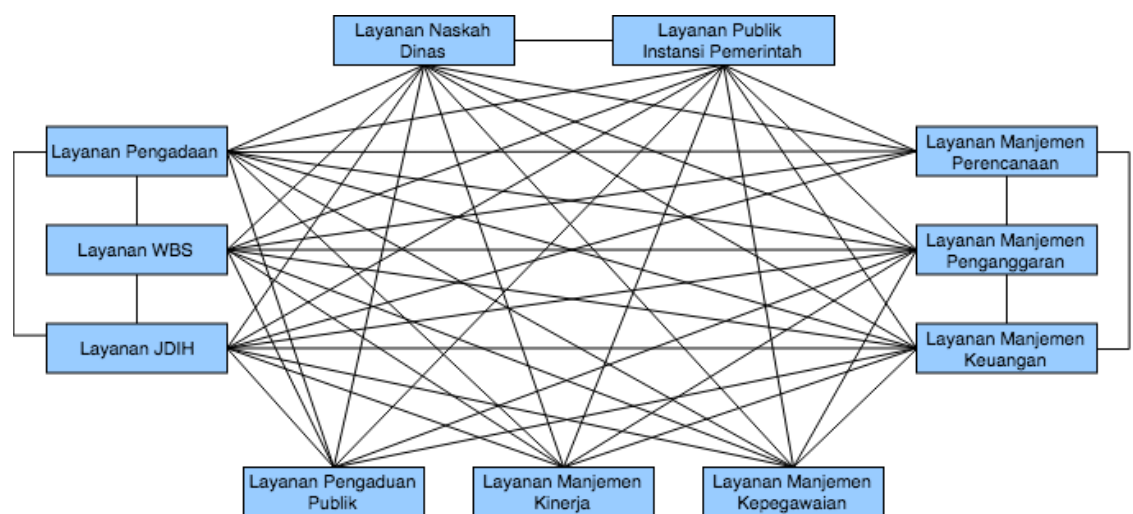 Layanan Naskah
Dinas
Layanan Publik
Instansi Pemerintah
Layanan Pengadaan
Layanan Manjemen
Perencanaan
Layanan WBS
Layanan Manjemen
Penganggaran
Layanan JDIH
Layanan Manjemen
Keuangan
Layanan Pengaduan
Publik
Layanan Manjemen
Kinerja
Layanan Manjemen
Kepegawaian